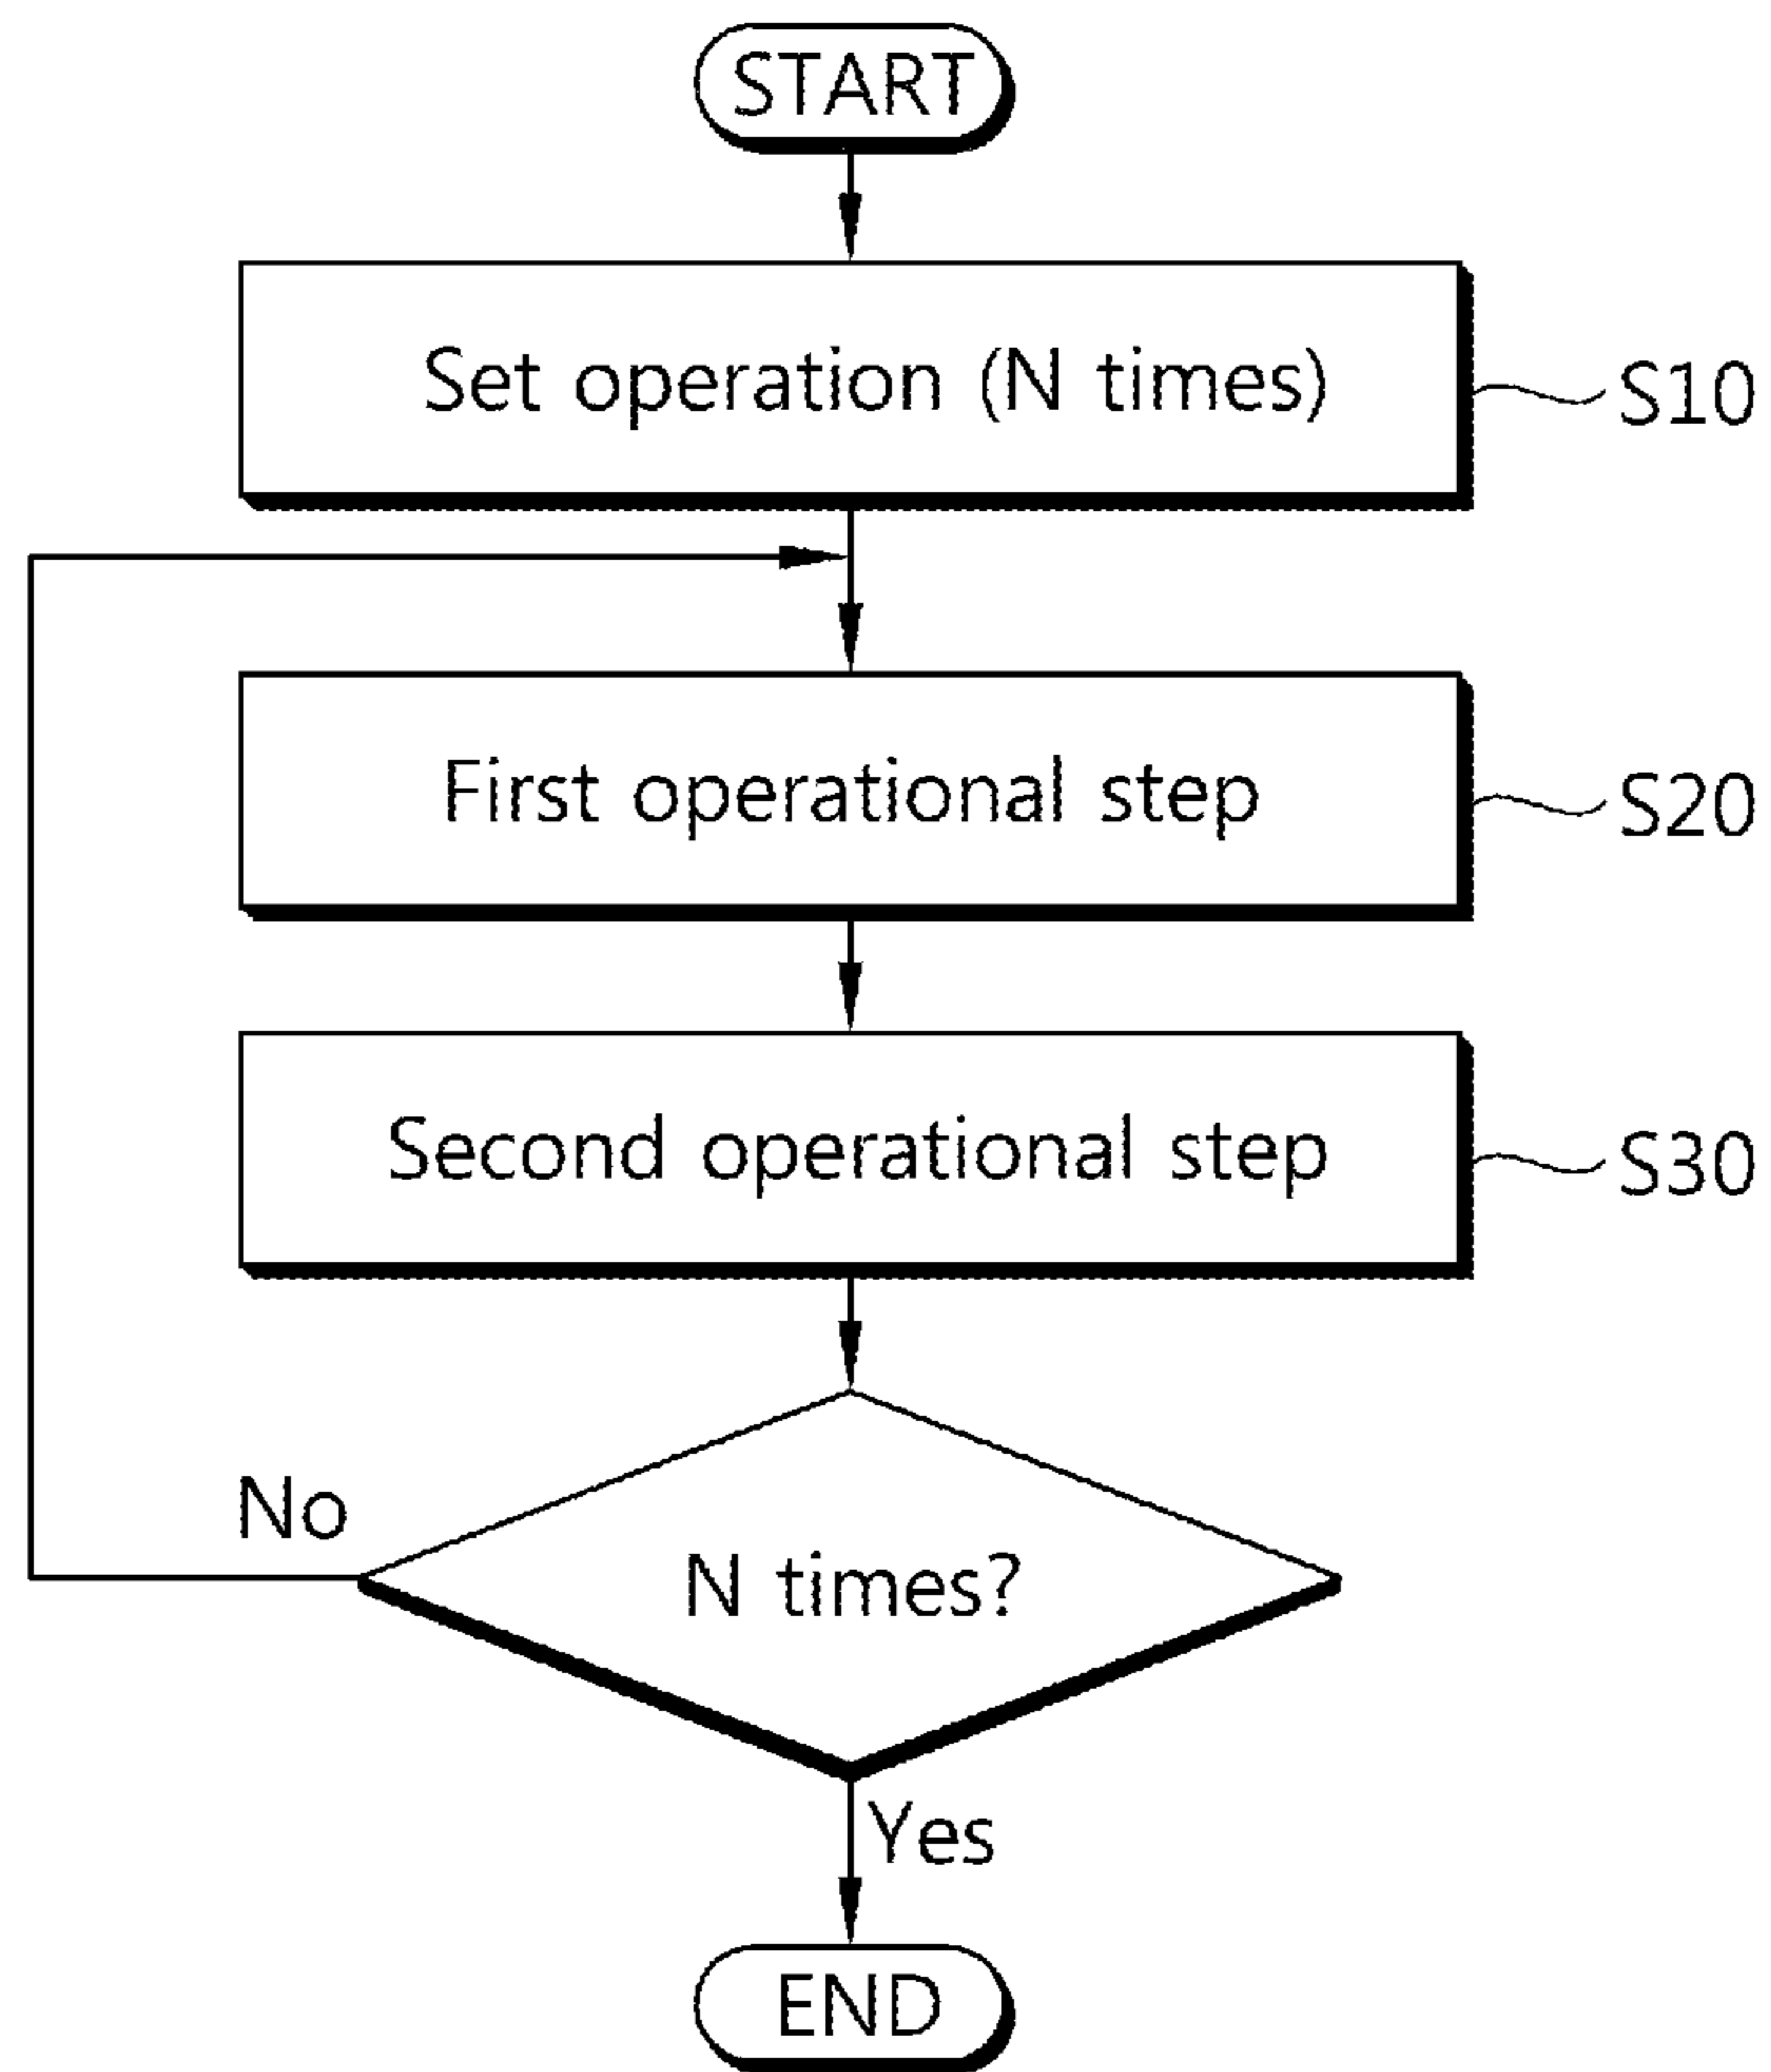 START
Set operation (N times)
S10
First operational step
S20
Second operational step
S30
No
N times?
Yes
END